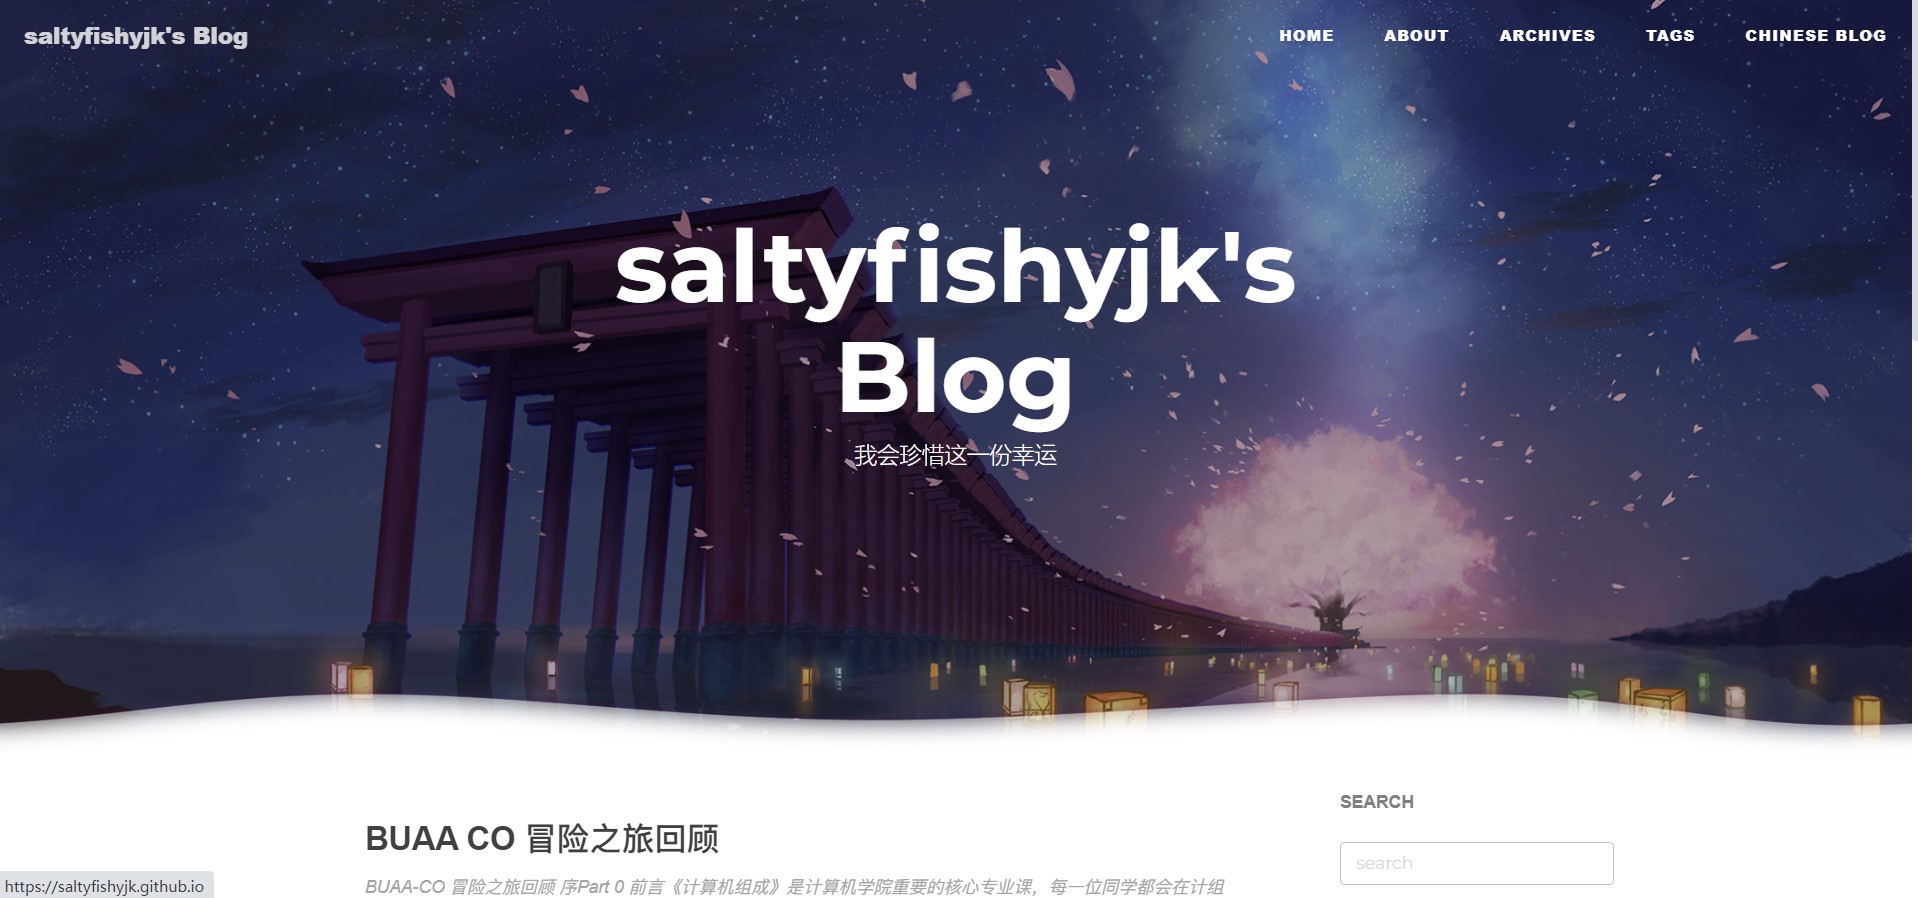 saltyfishyjk's Blog
HOME ABOUT ARCHIVES TAGS CHINESE BLOG
saltyfishyjk's
Blog
我会珍惜这一份幸运
SEARCH
search
BUAA CO 冒险之旅回顾
BUAA-CO 冒险之旅回顾 序Part 0 前言《计算机组成》是计算机学院重要的核心专业课，每一位同学都会在计组
https://saltyfishyjk.github.io